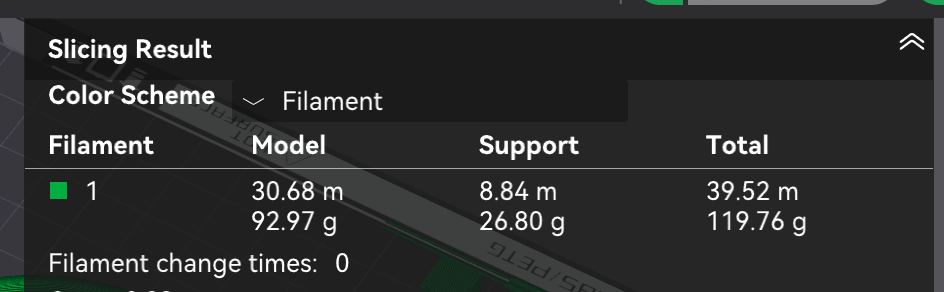 Slicing Result
Color Scheme Filament
Filament Model Support Total
1 30.68 m 8.84 m 39.52 m
92.97 g 26.80 g 119.76 g
Filament change times: 0